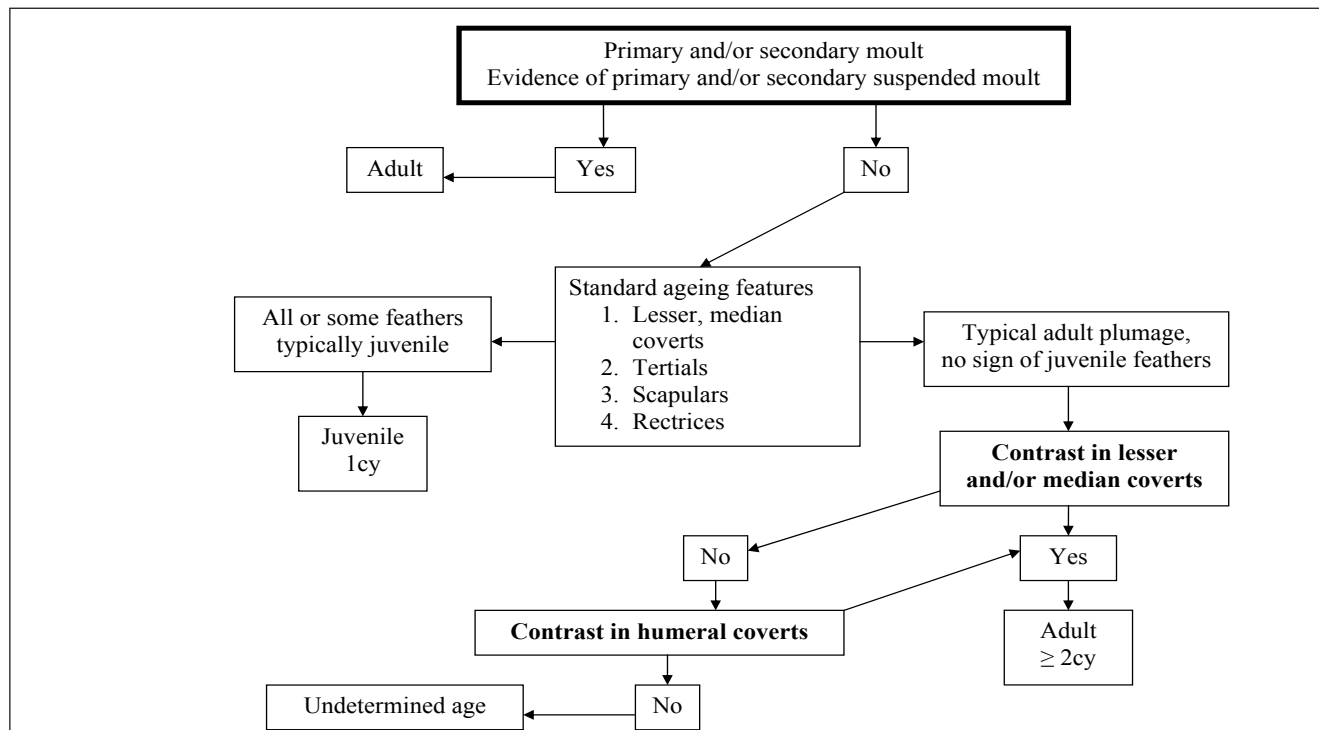 Primary and/or secondary moult
Evidence of primary and/or secondary suspended moult
Adult
Yes
No
Standard ageing features
1. Lesser, median
coverts
2. Tertials
3. Scapulars
4. Rectrices
All or some feathers
typically juvenile
Typical adult plumage,
no sign of juvenile feathers
Juvenile
1cy
Contrast in lesser
and/or median coverts
No
Yes
Contrast in humeral coverts
Adult
≥ 2cy
Undetermined age
No